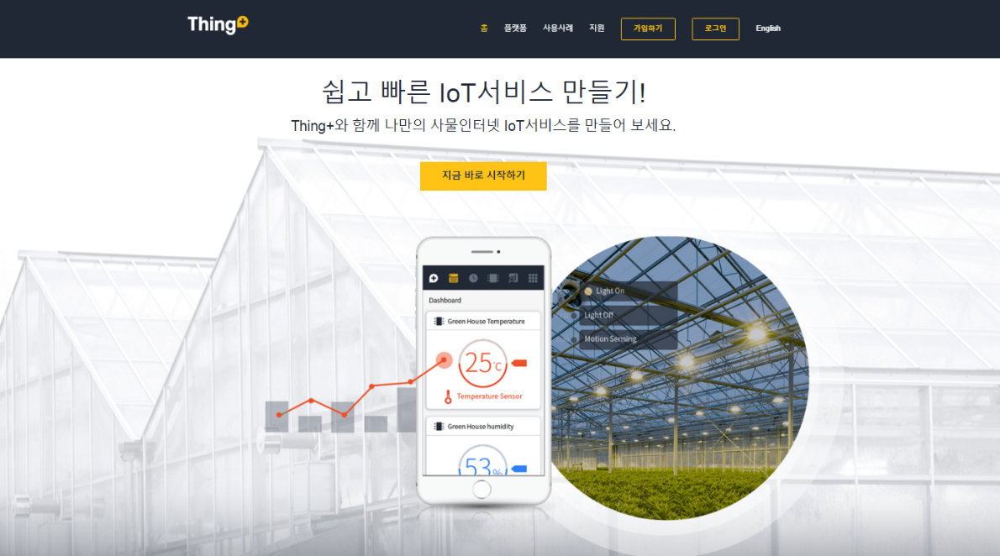 Thing+
홈 플랫폼 사용사례 지원 가입하기 로그인 English
쉽고 빠른 IoT서비스 만들기!
Thing+와 함께 나만의 사물인터넷 IoT서비스를 만들어 보세요.
지금 바로 시작하기
Dashboard
Green House Temperature
25℃
Temperature Sensor
Green House humidity
53%
Light On
Light Off
Motion Sensing